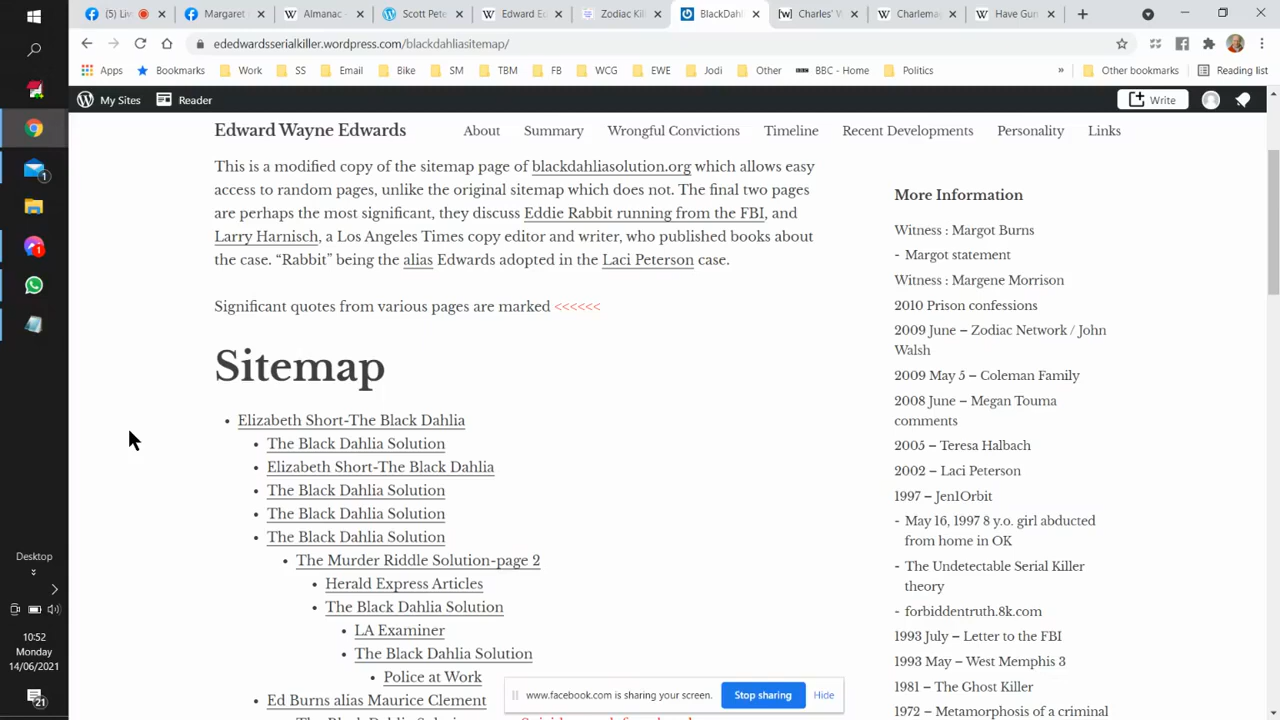 (5) Live
Margaret
Almanac -
Scott Pete
Edward Ed
Zodiac Kill
BlackDahl
Charles' W
Charlema
Have Gun
ededwardsserialkiller.wordpress.com/blackdahliasitemap/
Apps Bookmarks Work SS Email Bike SM TBM FB WCG EWE Jodi Other BBC - Home Politics » Other bookmarks Reading list
My Sites Reader Write
Edward Wayne Edwards About Summary Wrongful Convictions Timeline Recent Developments Personality Links
This is a modified copy of the sitemap page of blackdahliasolution.org which allows easy
access to random pages, unlike the original sitemap which does not. The final two pages
are perhaps the most significant, they discuss Eddie Rabbit running from the FBI, and
Larry Harnisch, a Los Angeles Times copy editor and writer, who published books about
the case. “Rabbit” being the alias Edwards adopted in the Laci Peterson case.
Significant quotes from various pages are marked <<<<<<
Sitemap
Elizabeth Short-The Black Dahlia
The Black Dahlia Solution
Elizabeth Short-The Black Dahlia
The Black Dahlia Solution
The Black Dahlia Solution
The Black Dahlia Solution
The Murder Riddle Solution-page 2
Herald Express Articles
The Black Dahlia Solution
LA Examiner
The Black Dahlia Solution
Police at Work
Ed Burns alias Maurice Clement
More Information
Witness : Margot Burns
- Margot statement
Witness : Margene Morrison
2010 Prison confessions
2009 June – Zodiac Network / John
Walsh
2009 May 5 – Coleman Family
2008 June – Megan Touma
comments
2005 – Teresa Halbach
2002 – Laci Peterson
1997 – Jen1Orbit
- May 16, 1997 8 y.o. girl abducted
from home in OK
- The Undetectable Serial Killer
theory
- forbiddentruth.8k.com
1993 July – Letter to the FBI
1993 May – West Memphis 3
1981 – The Ghost Killer
1972 – Metamorphosis of a criminal
www.facebook.com is sharing your screen. Stop sharing Hide
1
1
Desktop
10:52
Monday
14/06/2021
21